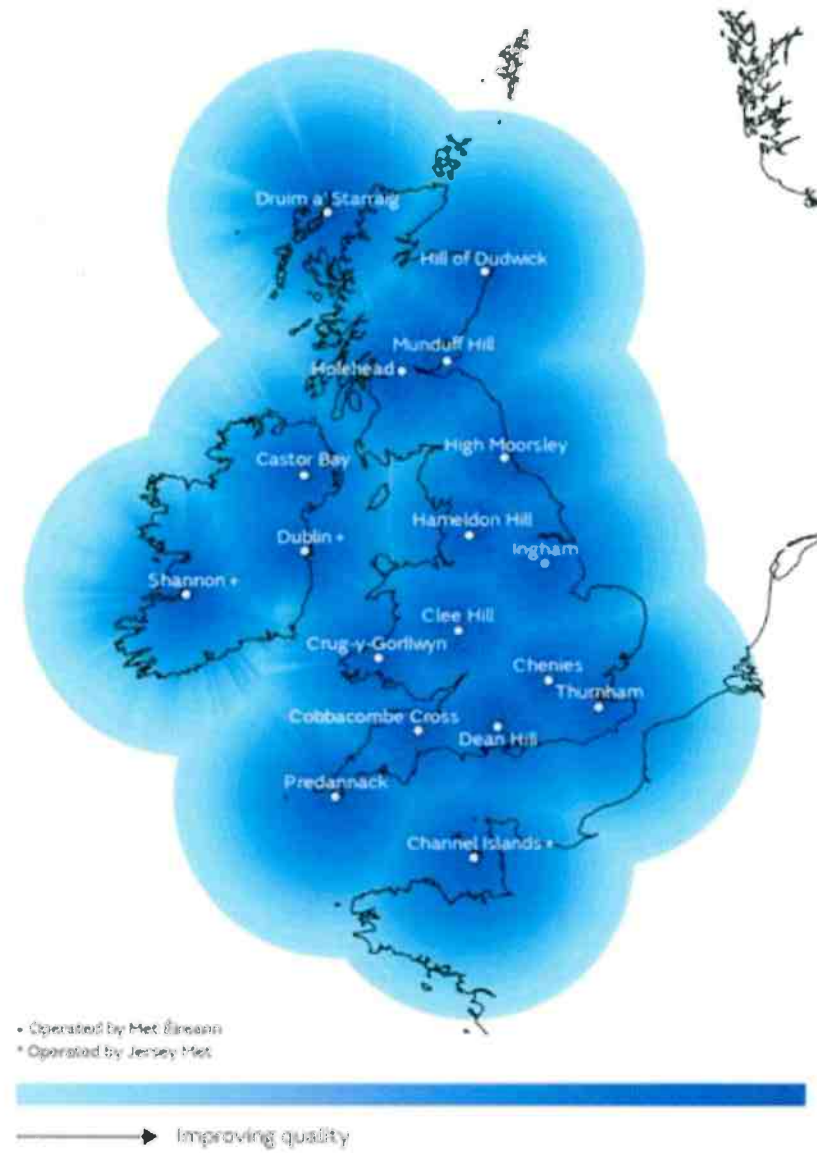 Druim a' Starraig
Hill of Dudwick
Munduff Hill
Holehead
High Moorsley
Castor Bay
Hameldon Hill
Dublin +
Ingham
Shannon +
Clee Hill
Crug-y-Gorllwyn
Chenies
Thurnham
Cobbacombe Cross
Dean Hill
Predannack
Channel Islands *
+ Operated by Met Éireann
* Operated by Jersey Met
Improving quality